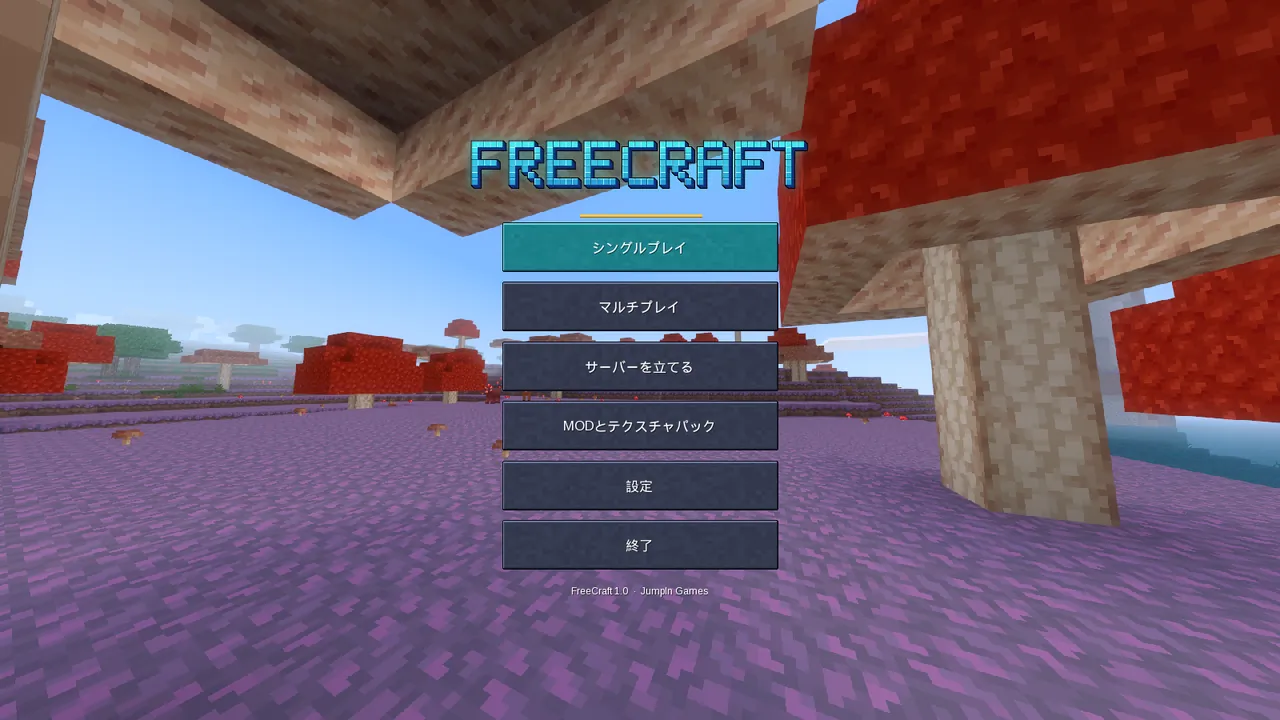 FREECRAFT
シングルプレイ
マルチプレイ
サーバーを立てる
MODとテクスチャパック
設定
終了
FreeCraft 1.0 · JumpIn Games